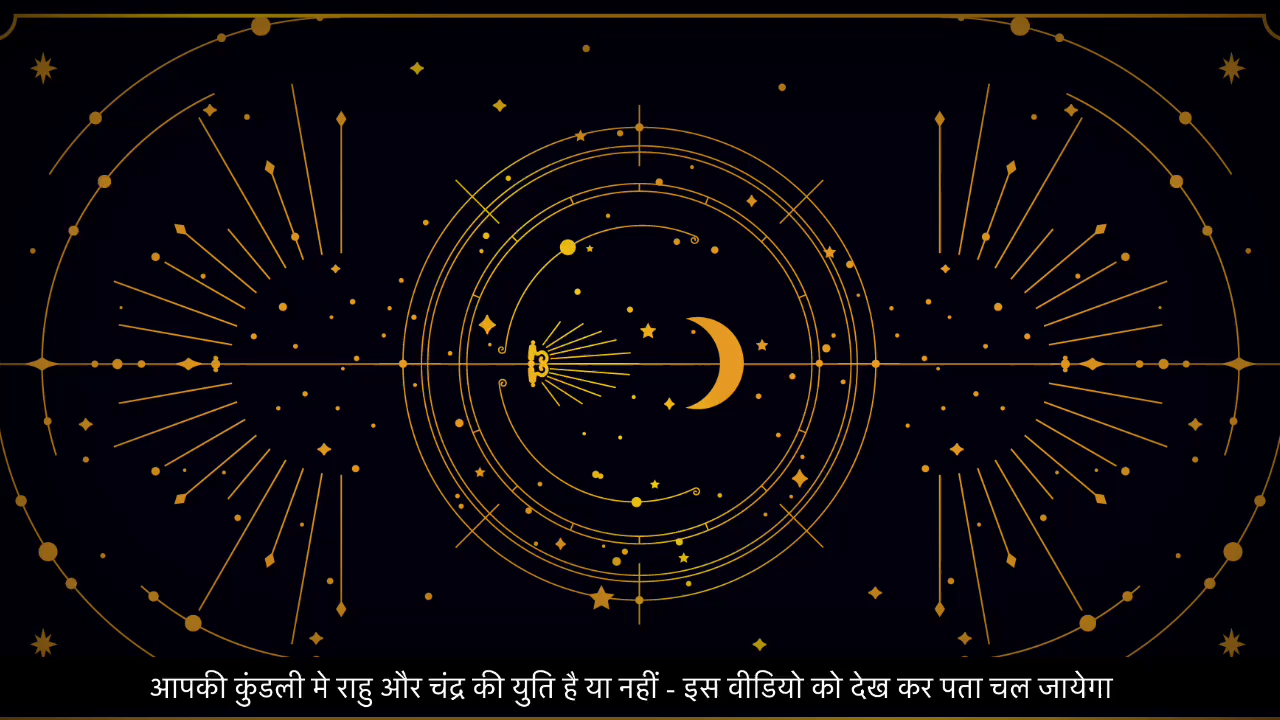 आपकी कुंडली मे राहु और चंद्र की युति है या नहीं - इस वीडियो को देख कर पता चल जायेगा